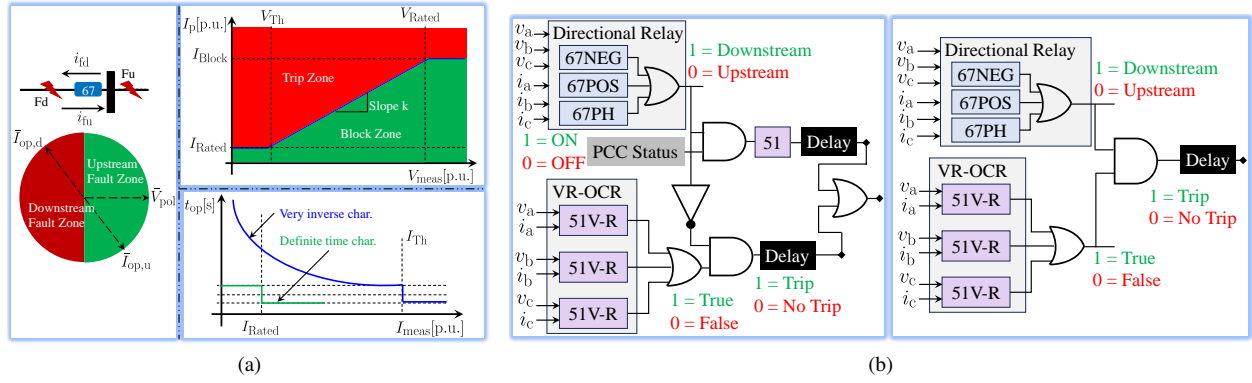 i_fd
Fd
67
Fu
i_fu
Ī_op,d
Upstream
Fault Zone
V̄_pol
Downstream
Fault Zone
Ī_op,u
I_p[p.u.]
V_Th
V_Rated
I_Block
Trip Zone
Slope k
Block Zone
I_Rated
V_meas[p.u.]
t_op[s]
Very inverse char.
Definite time char.
I_Th
I_Rated
I_meas[p.u.]
(a)
Directional Relay
v_a
v_b
v_c
i_a
i_b
i_c
67NEG
67POS
67PH
1 = Downstream
0 = Upstream
1 = ON
0 = OFF
PCC Status
51
Delay
VR-OCR
v_a
i_a
51V-R
v_b
i_b
51V-R
v_c
i_c
51V-R
Delay
1 = True
0 = False
1 = Trip
0 = No Trip
Directional Relay
v_a
v_b
v_c
i_a
i_b
i_c
67NEG
67POS
67PH
1 = Downstream
0 = Upstream
Delay
1 = Trip
0 = No Trip
VR-OCR
v_a
i_a
51V-R
v_b
i_b
51V-R
v_c
i_c
51V-R
1 = True
0 = False
(b)